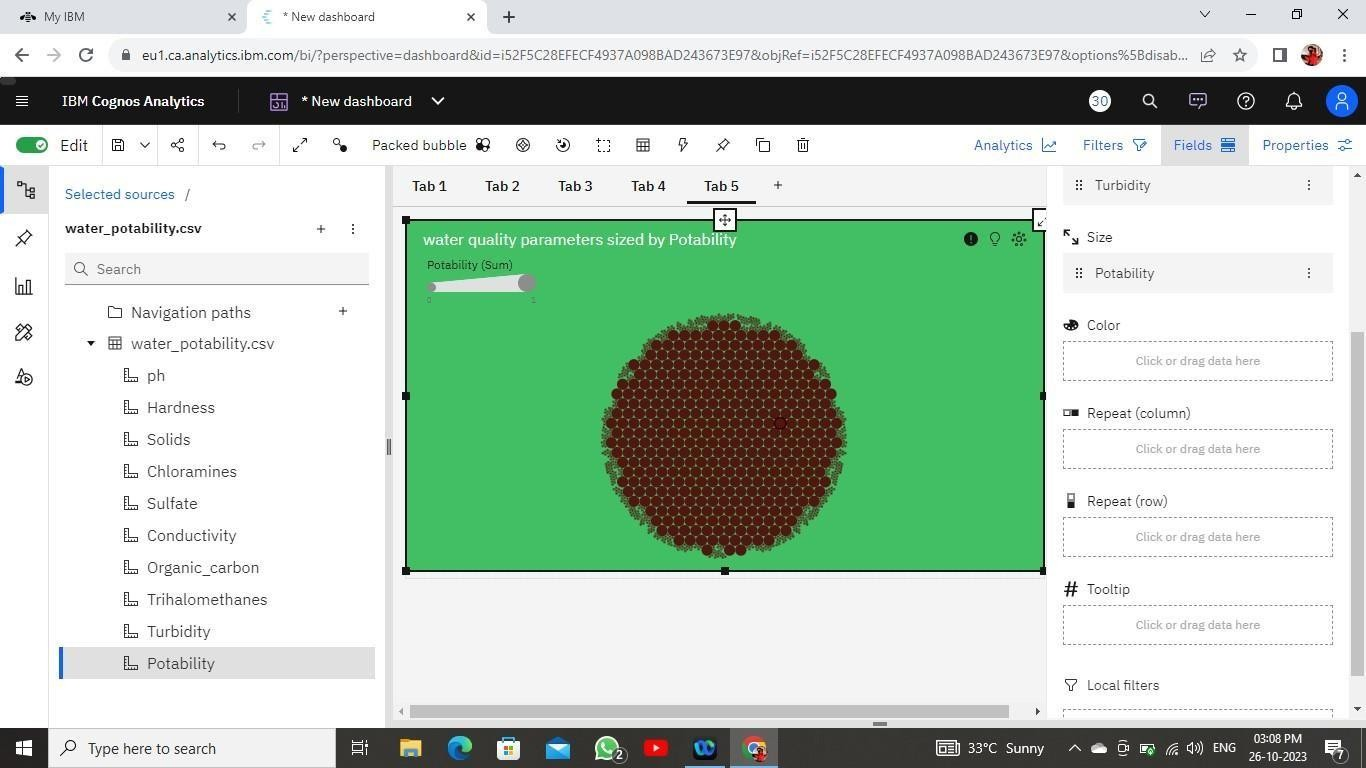 My IBM
* New dashboard
eu1.ca.analytics.ibm.com/bi/?perspective=dashboard&id=i52F5C28EFECF4937A098BAD243673E97&objRef=i52F5C28EFECF4937A098BAD243673E97&options%5Bdisab...
IBM Cognos Analytics
* New dashboard
30
Edit
Packed bubble
Analytics
Filters
Fields
Properties
Selected sources /
water_potability.csv
Search
Navigation paths
water_potability.csv
ph
Hardness
Solids
Chloramines
Sulfate
Conductivity
Organic_carbon
Trihalomethanes
Turbidity
Potability
Tab 1
Tab 2
Tab 3
Tab 4
Tab 5
water quality parameters sized by Potability
Potability (Sum)
0
1
Turbidity
Size
Potability
Color
Click or drag data here
Repeat (column)
Click or drag data here
Repeat (row)
Click or drag data here
Tooltip
Click or drag data here
Local filters
Type here to search
2
33°C Sunny
ENG
03:08 PM
26-10-2023
7